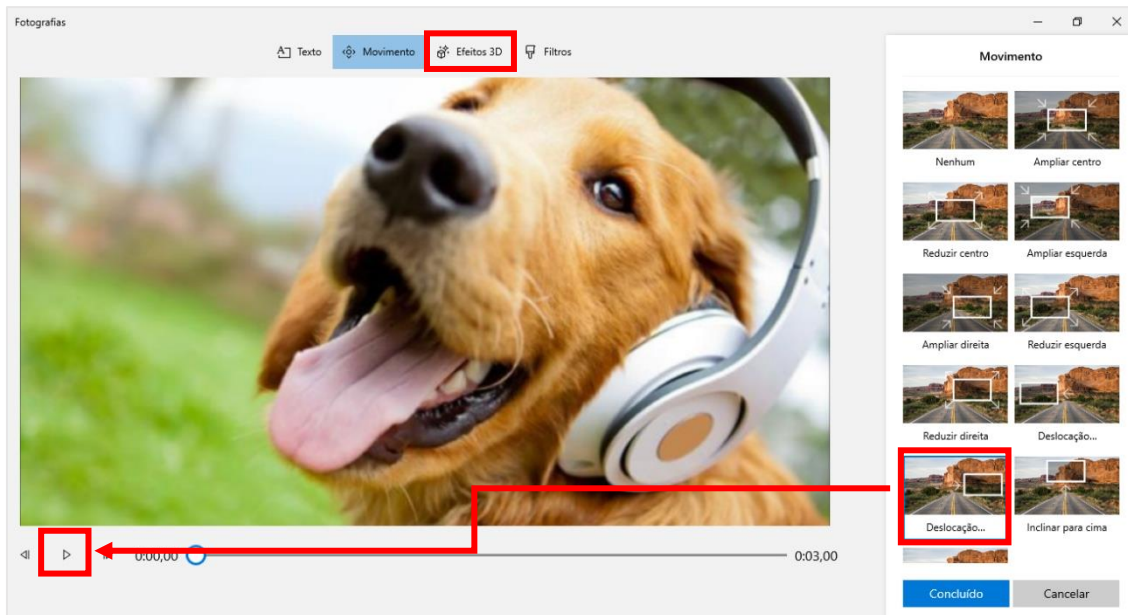 Fotografias
Texto Movimento Efeitos 3D Filtros
Movimento
Nenhum Ampliar centro
Reduzir centro Ampliar esquerda
Ampliar direita Reduzir esquerda
Reduzir direita Deslocação...
Deslocação... Inclinar para cima
0:00,00 0:03,00
Concluído Cancelar